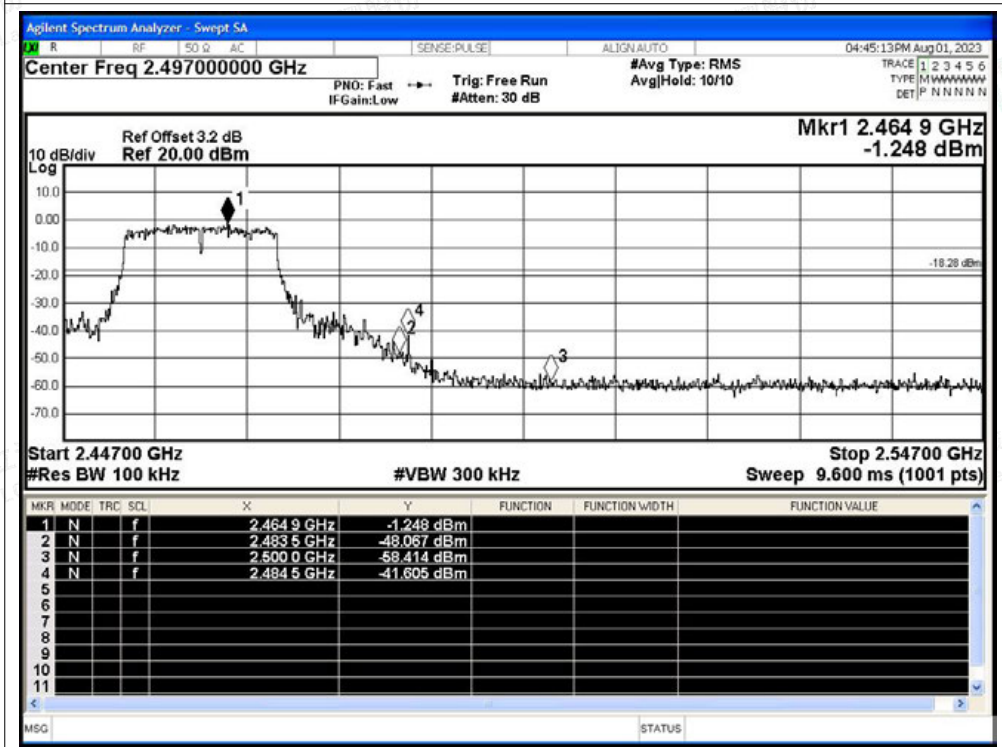 Agilent Spectrum Analyzer - Swept SA
R RF 50 Ω AC SENSE:PULSE ALIGN AUTO 04:45:13 PM Aug 01, 2023
Center Freq 2.497000000 GHz
PNO: Fast
IFGain:Low
Trig: Free Run
#Atten: 30 dB
#Avg Type: RMS
Avg|Hold: 10/10
TRACE 1 2 3 4 5 6
TYPE M W W W W W
DET P N N N N N
Ref Offset 3.2 dB
10 dB/div Ref 20.00 dBm
Log
Mkr1 2.464 9 GHz
-1.248 dBm
10.0
0.00
-10.0
-20.0
-30.0
-40.0
-50.0
-60.0
-70.0
1
4
2
3
-18.28 dBm
Start 2.44700 GHz Stop 2.54700 GHz
#Res BW 100 kHz #VBW 300 kHz Sweep 9.600 ms (1001 pts)
MKR MODE TRC SCL X Y FUNCTION FUNCTION WIDTH FUNCTION VALUE
1 N f 2.464 9 GHz -1.248 dBm
2 N f 2.483 5 GHz -48.067 dBm
3 N f 2.500 0 GHz -58.414 dBm
4 N f 2.484 5 GHz -41.605 dBm
5
6
7
8
9
10
11
MSG STATUS